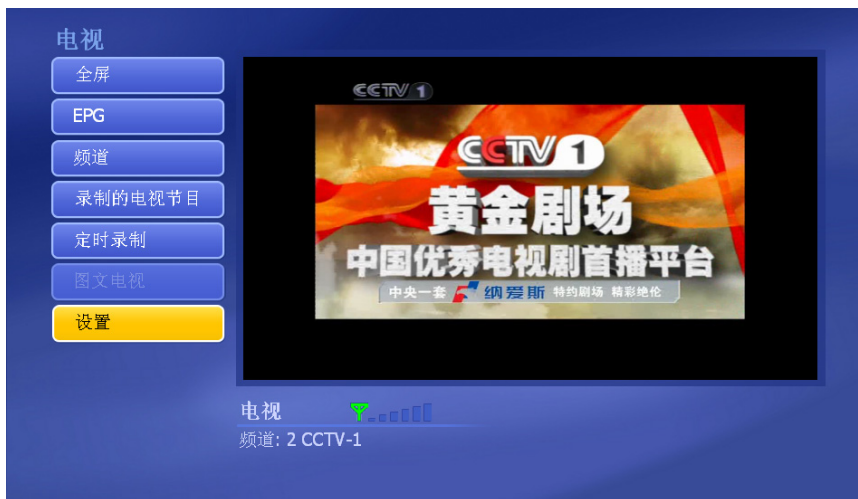 电视
全屏
EPG
频道
录制的电视节目
定时录制
图文电视
设置
CCTV 1
CCTV 1
黄金剧场
中国优秀电视剧首播平台
中央一套 纳爱斯 特约剧场 精彩绝伦
电视
频道: 2 CCTV-1